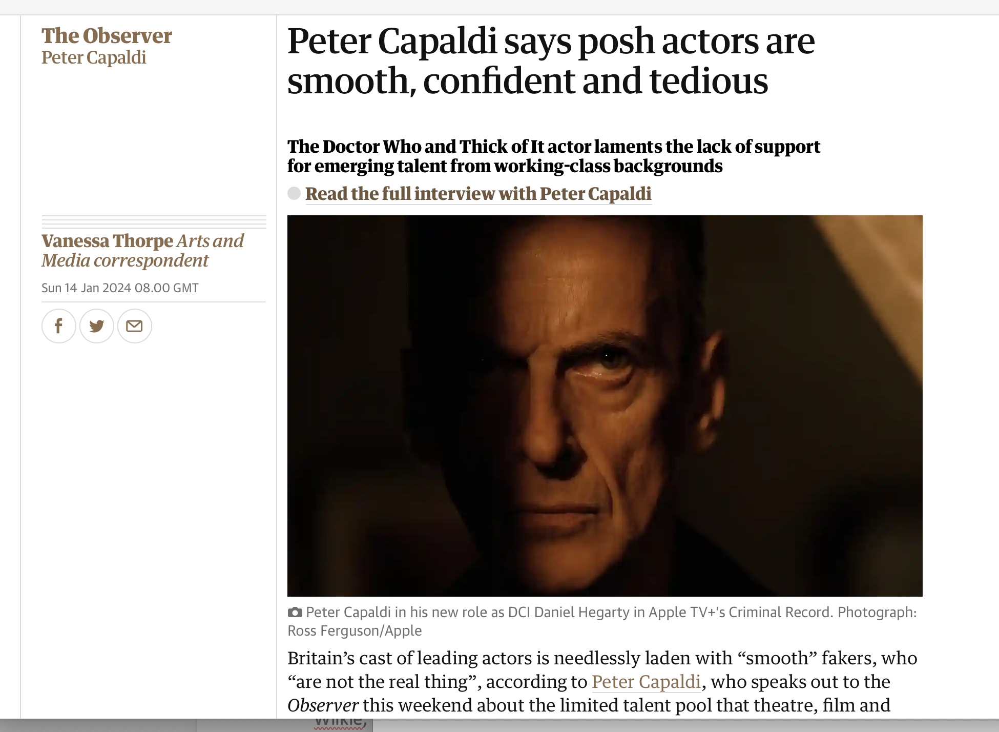 The Observer
Peter Capaldi
Peter Capaldi says posh actors are
smooth, confident and tedious
The Doctor Who and Thick of It actor laments the lack of support
for emerging talent from working-class backgrounds
Read the full interview with Peter Capaldi
Vanessa Thorpe Arts and
Media correspondent
Sun 14 Jan 2024 08.00 GMT
Peter Capaldi in his new role as DCI Daniel Hegarty in Apple TV+'s Criminal Record. Photograph:
Ross Ferguson/Apple
Britain’s cast of leading actors is needlessly laden with “smooth” fakers, who
“are not the real thing”, according to Peter Capaldi, who speaks out to the
Observer this weekend about the limited talent pool that theatre, film and
Wilkie,